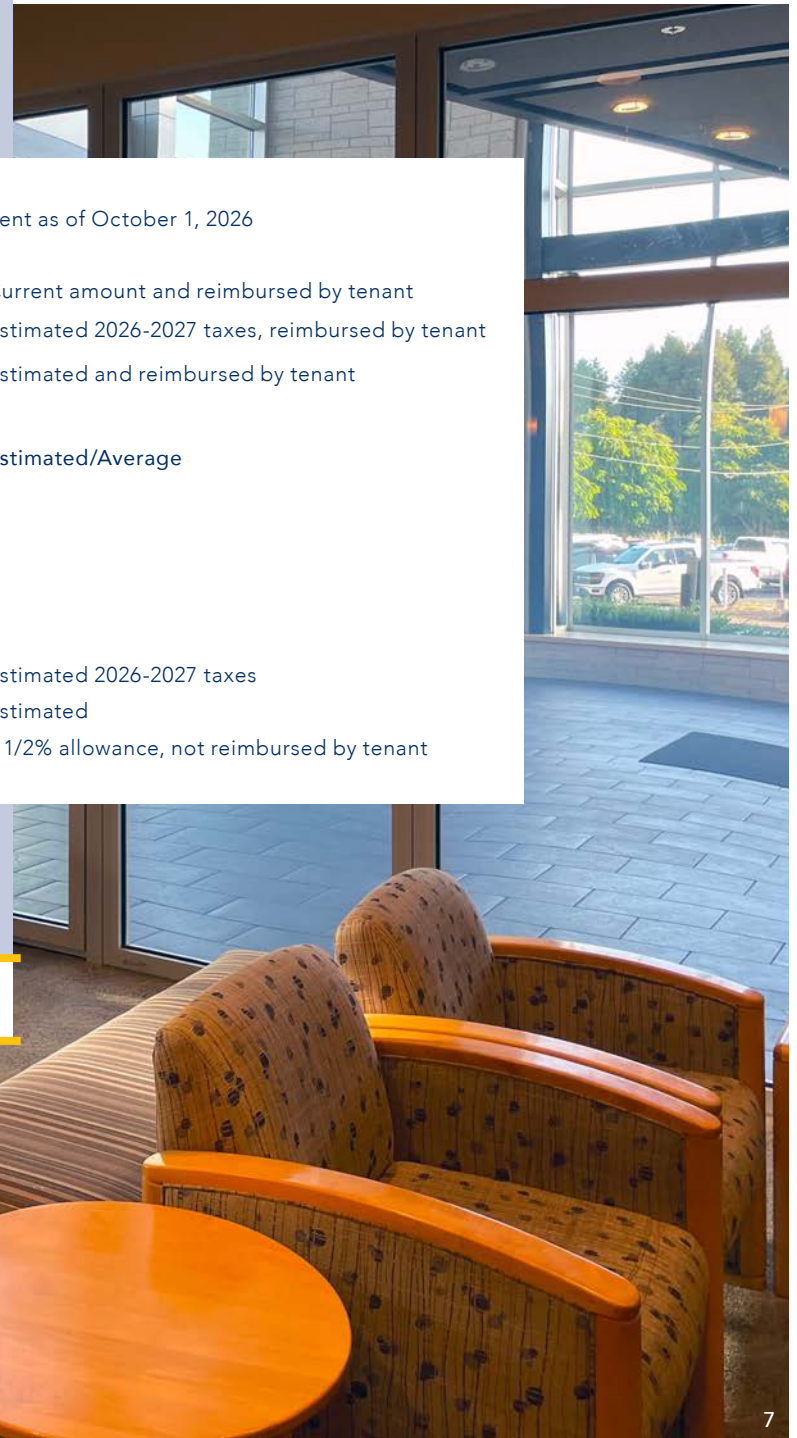 ent as of October 1, 2026
urrent amount and reimbursed by tenant
stimated 2026-2027 taxes, reimbursed by tenant
stimated and reimbursed by tenant
stimated/Average
stimated 2026-2027 taxes
stimated
1/2% allowance, not reimbursed by tenant
7